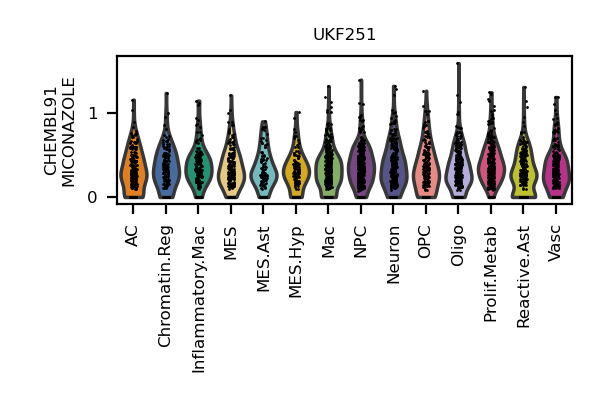 UKF251
CHEMBL91
MICONAZOLE
1
0
AC
Chromatin.Reg
Inflammatory.Mac
MES
MES.Ast
MES.Hyp
Mac
NPC
Neuron
OPC
Oligo
Prolif.Metab
Reactive.Ast
Vasc